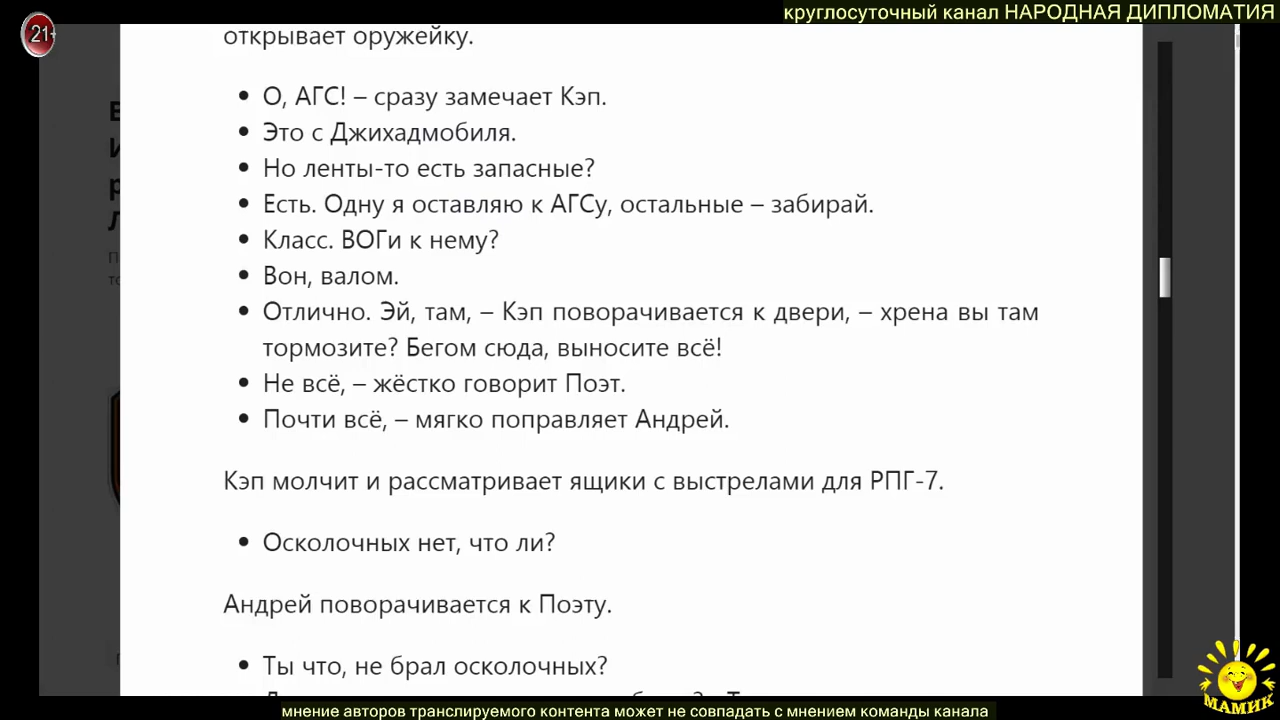 круглосуточный канал НАРОДНАЯ ДИПЛОМАТИЯ
21+
открывает оружейку.
• О, АГС! – сразу замечает Кэп.
• Это с Джихадмобиля.
• Но ленты-то есть запасные?
• Есть. Одну я оставляю к АГСу, остальные – забирай.
• Класс. ВОГи к нему?
• Вон, валом.
• Отлично. Эй, там, – Кэп поворачивается к двери, – хрена вы там
тормозите? Бегом сюда, выносите всё!
• Не всё, – жёстко говорит Поэт.
• Почти всё, – мягко поправляет Андрей.
Кэп молчит и рассматривает ящики с выстрелами для РПГ-7.
• Осколочных нет, что ли?
Андрей поворачивается к Поэту.
• Ты что, не брал осколочных?
МАМИК
мнение авторов транслируемого контента может не совпадать с мнением команды канала